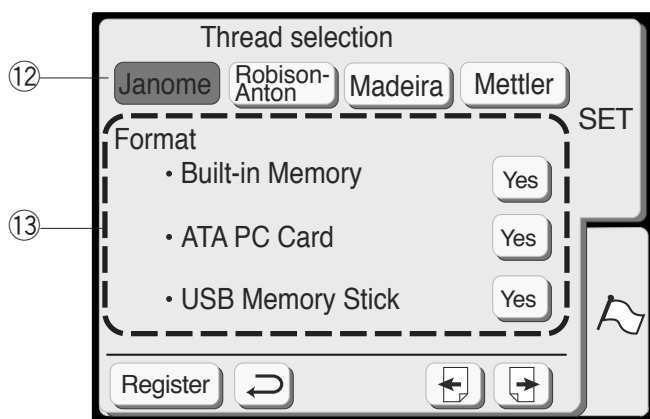 Thread selection
⑫ Janome Robison-Anton Madeira Mettler
SET
Format
• Built-in Memory Yes
⑬
• ATA PC Card Yes
• USB Memory Stick Yes
Register